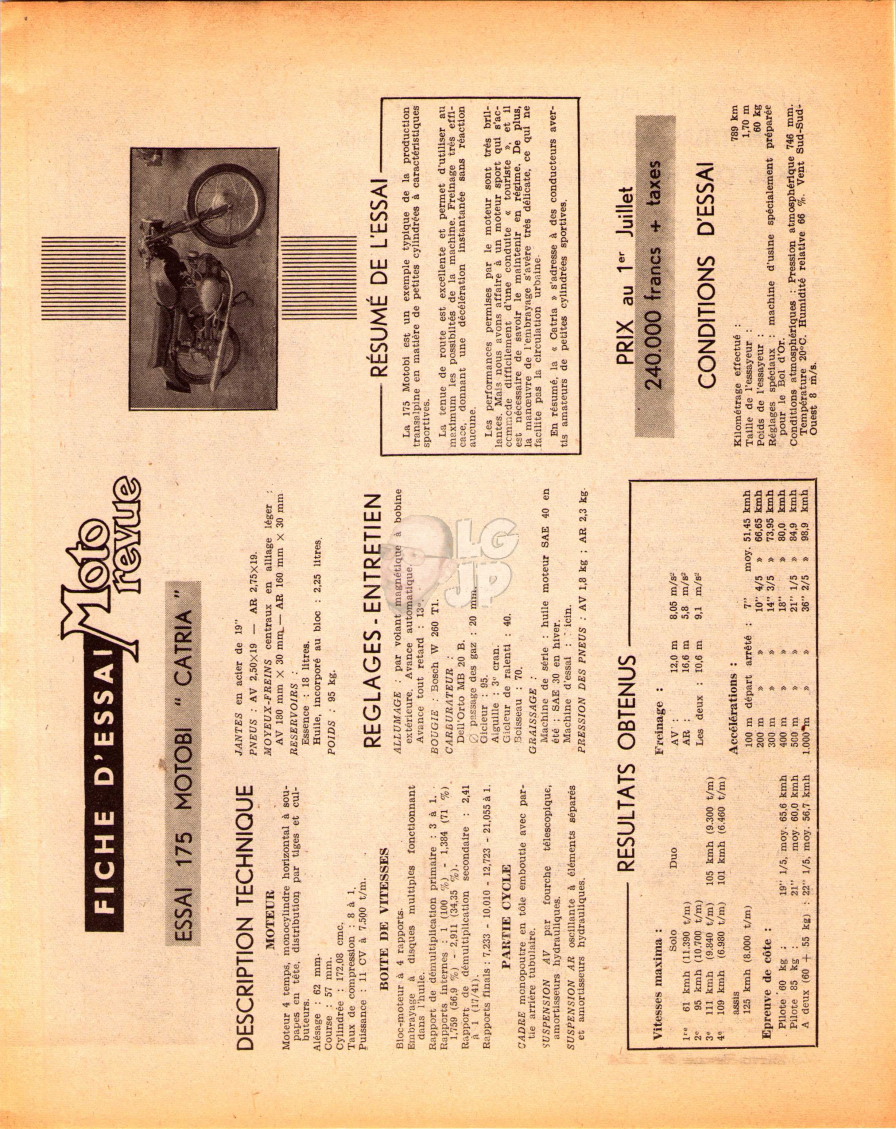 FICHE D'ESSAI
Moto revue
ESSAI 175 MOTOBI " CATRIA "
DESCRIPTION TECHNIQUE
MOTEUR
Moteur 4 temps, monocylindre horizontal à sou-
papes en tête, distribution par tiges et cul-
buteurs.
Alésage : 62 mm.
Course : 57 mm.
Cylindrée : 172,08 cmc,
Taux de compression : 8 à 1.
Puissance : 11 CV à 7.500 t/m.
BOITE DE VITESSES
Bloc-moteur à 4 rapports.
Embrayage à disques multiples fonctionnant
dans l'huile.
Rapport de démultiplication primaire : 3 à 1.
Rapports internes : 1 (100 %) - 1,384 (71 %)
1,759 (56,9 %) - 2,911 (34,35 %).
Rapport de démultiplication secondaire : 2,41
à 1 (17/41).
Rapports finals : 7,233 - 10,010 - 12,723 - 21,055 à 1.
PARTIE CYCLE
CADRE monopoutre en tôle emboutie avec par-
tie arrière tubulaire.
SUSPENSION AV par fourche télescopique,
amortisseurs hydrauliques.
SUSPENSION AR oscillante à éléments séparés
et amortisseurs hydrauliques.
JANTES en acier de 19"
PNEUS : AV 2,50×19 — AR 2,75×19.
MOYEUX-FREINS centraux en alliage léger :
AV 180 mm × 30 mm — AR 160 mm × 30 mm
RESERVOIRS :
Essence : 18 litres.
Huile, incorporé au bloc : 2,25 litres.
POIDS : 95 kg.
REGLAGES - ENTRETIEN
ALLUMAGE : par volant magnétique à bobine
extérieure. Avance automatique.
Avance tout retard : 13°.
BOUGIE : Bosch W 260 T1.
CARBURATEUR :
Dell'Orto MB 20 B.
∅ passage des gaz : 20 mm.
Gicleur : 95.
Aiguille : 3° cran.
Gicleur de ralenti : 40.
Boisseau : 70.
GRAISSAGE :
Machine de série : huile moteur SAE 40 en
été : SAE 30 en hiver.
Machine d'essai : icin.
PRESSION DES PNEUS : AV 1,8 kg ; AR 2,3 kg.
LG
JP
RÉSUMÉ DE L'ESSAI
La 175 Motobi est un exemple typique de la production
transalpine en matière de petites cylindrées à caractéristiques
sportives.
La tenue de route est excellente et permet d'utiliser au
maximum les possibiltés de la machine. Freinage très effi-
cace, donnant une décélération instantanée sans réaction
aucune.
Les performances permises par le moteur sont très bril-
lantes. Mais nous avons affaire à un moteur sport qui s'ac-
commode difficilement d'une conduite « touriste », et il
est nécessaire de savoir le maintenir en régime. De plus,
la manœuvre de l'embrayage s'avère très délicate, ce qui ne
facilite pas la circulation urbaine.
En résumé, la « Catria » s'adresse à des conducteurs aver-
tis amateurs de petites cylindrées sportives.
RESULTATS OBTENUS
Vitesses maxima :
Solo Duo
1re 61 kmh (11.390 t/m)
2e 95 kmh (10.700 t/m)
3e 111 kmh (9.840 t/m) 105 kmh (9.300 t/m)
4e 109 kmh (6.980 t/m) 101 kmh (6.460 t/m)
assis
125 kmh (8.000 t/m)
Epreuve de côte :
Pilote 60 kg : 19" 1/5, moy. 65,6 kmh
Pilote 85 kg : 21" moy. 60,0 kmh
A deux (60 + 55 kg) : 22" 1/5, moy. 56,7 kmh
Freinage :
AV : 12,0 m 8,05 m/s²
AR : 16,6 m 5,8 m/s²
Les deux : 10,6 m 9,1 m/s²
Accélérations :
100 m départ arrêté : 7" moy. 51,45 kmh
200 m » » 10" 4/5 » 66,65 kmh
300 m » » 14" 3/5 » 73,95 kmh
400 m » » 18" » 80,0 kmh
500 m » » 21" 1/5 » 84,9 kmh
1.000 m » » 36" 2/5 » 98,9 kmh
PRIX au 1er Juillet
240.000 francs + taxes
CONDITIONS D'ESSAI
Kilométrage effectué : 789 km
Taille de l'essayeur : 1,70 m
Poids de l'essayeur : 60 kg
Réglages spéciaux : machine d'usine spécialement préparée
pour le Bol d'Or.
Conditions atmosphériques : Pression atmosphérique 746 mm.
Température 20°C. Humidité relative 66 %. Vent Sud-Sud-
Ouest 8 m/s.